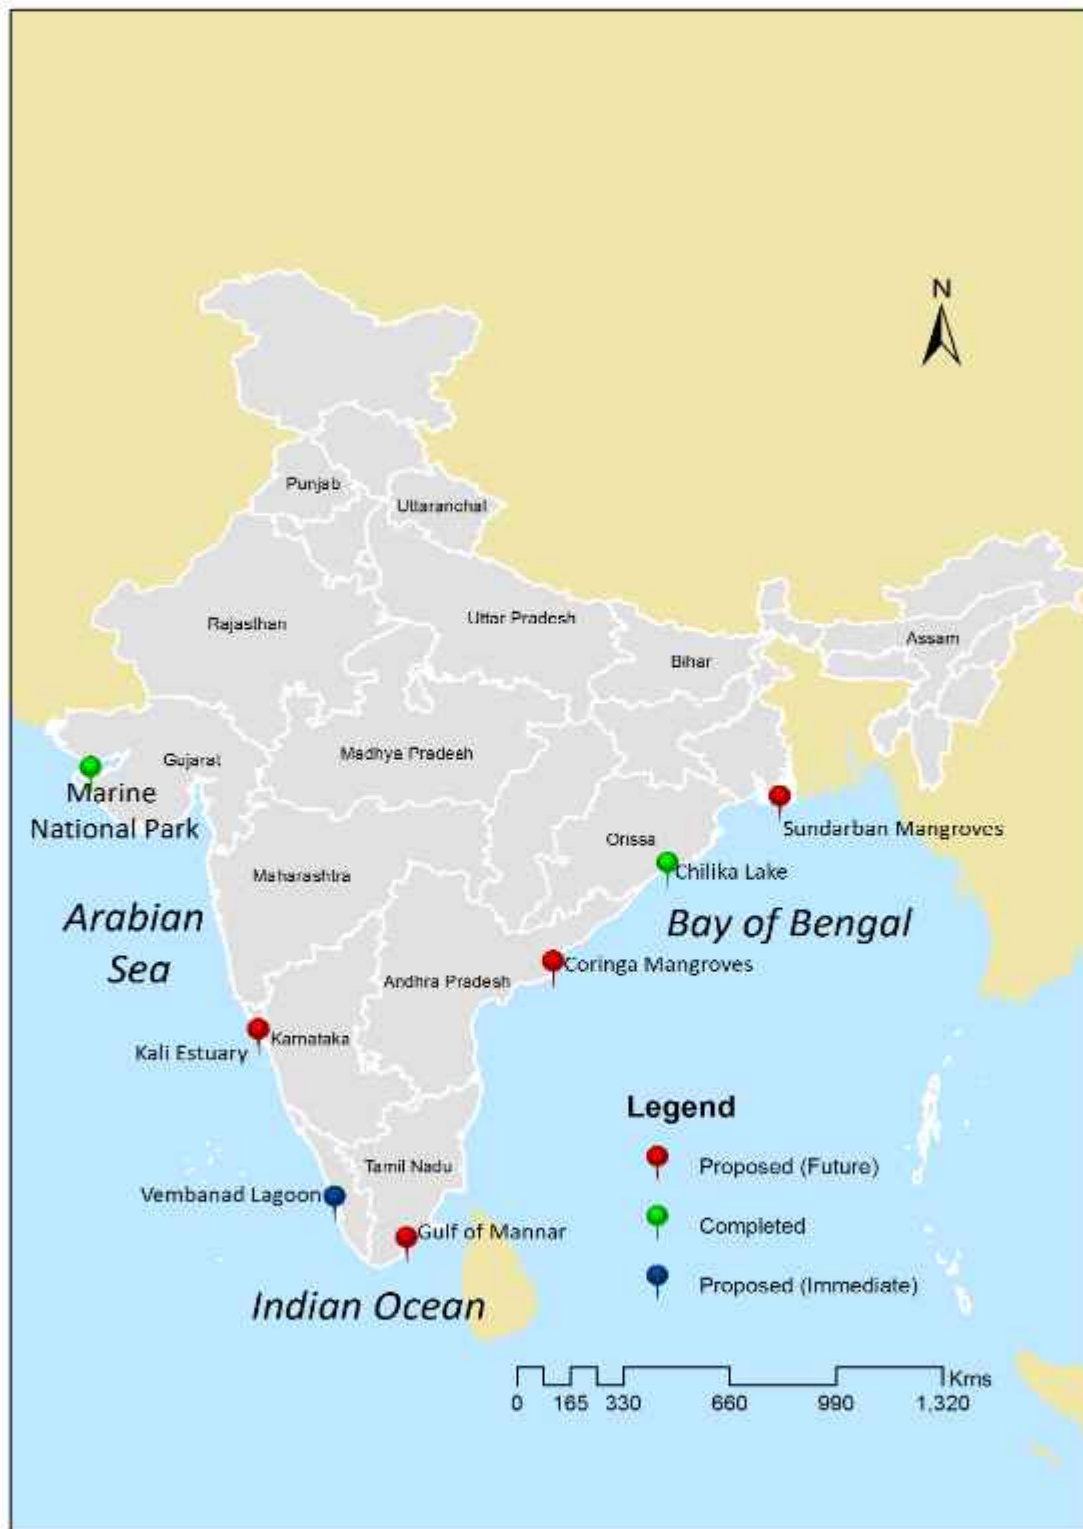 N
Punjab
Uttaranchal
Rajasthan
Uttar Pradesh
Assam
Bihar
Gujarat
Madhya Pradesh
Marine
National Park
Sundarban Mangroves
Orissa
Chilika Lake
Maharashtra
Arabian
Sea
Bay of Bengal
Coringa Mangroves
Andhra Pradesh
Karnataka
Kali Estuary
Legend
Proposed (Future)
Tamil Nadu
Vembanad Lagoon
Completed
Gulf of Mannar
Proposed (Immediate)
Indian Ocean
Kms
0 165 330 660 990 1,320